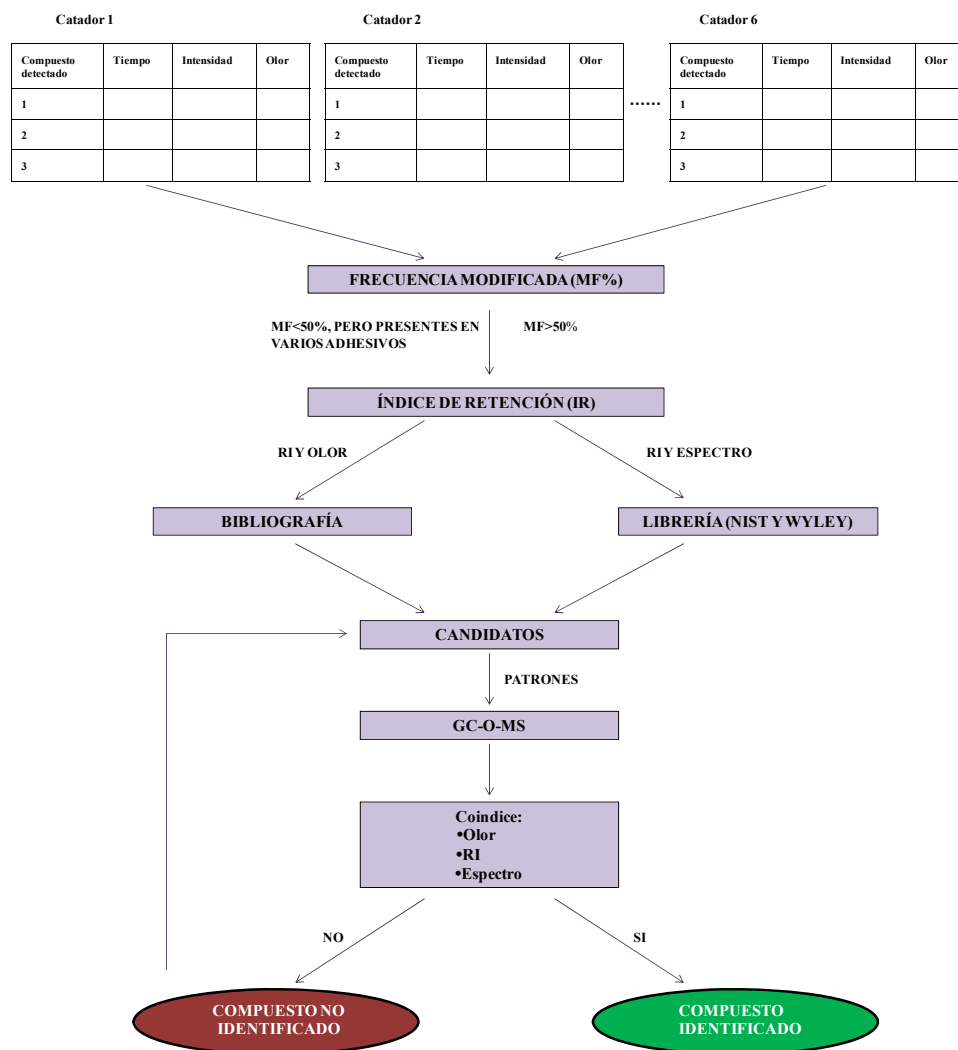 Catador 1
Catador 2
Catador 6
Compuesto detectado Tiempo Intensidad Olor
1
2
3
Compuesto detectado Tiempo Intensidad Olor
1
2
3
......
Compuesto detectado Tiempo Intensidad Olor
1
2
3
FRECUENCIA MODIFICADA (MF%)
MF<50%, PERO PRESENTES EN
VARIOS ADHESIVOS
MF>50%
ÍNDICE DE RETENCIÓN (IR)
RI Y OLOR
RI Y ESPECTRO
BIBLIOGRAFÍA
LIBRERÍA (NIST Y WYLEY)
CANDIDATOS
PATRONES
GC-O-MS
Coindice:
•Olor
•RI
•Espectro
NO
SI
COMPUESTO NO
IDENTIFICADO
COMPUESTO
IDENTIFICADO